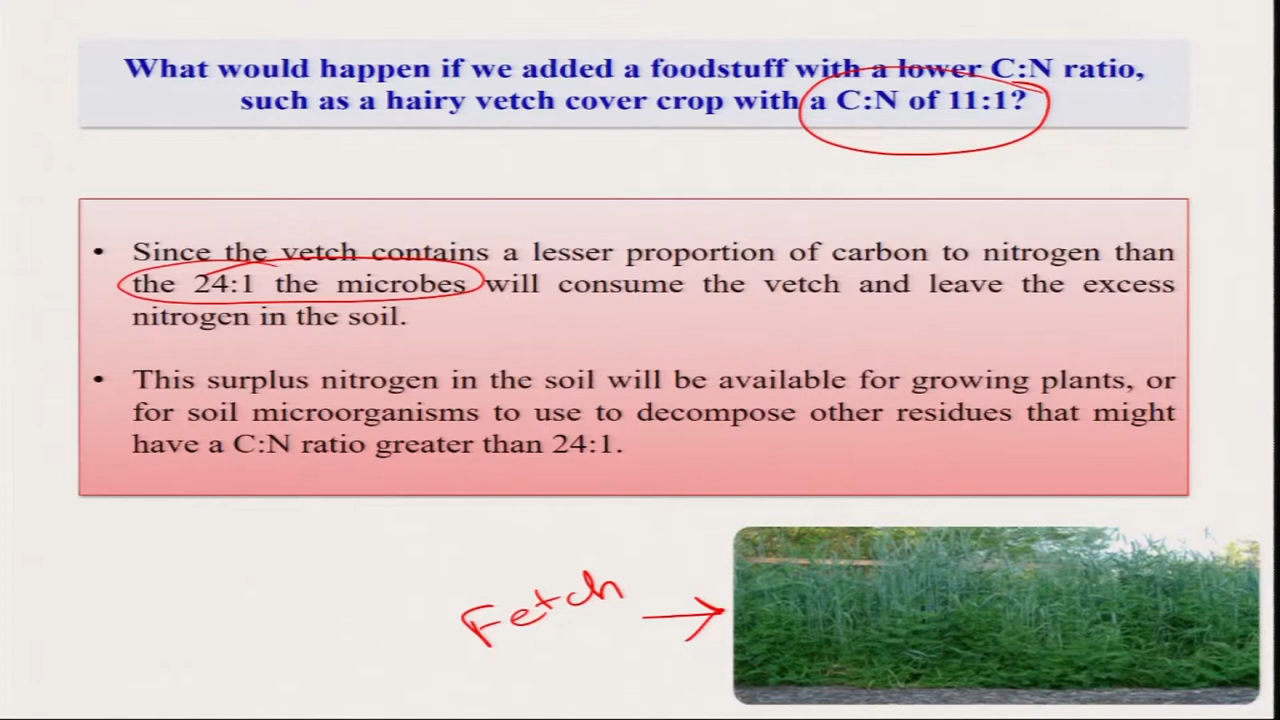 What would happen if we added a foodstuff with a lower C:N ratio,
such as a hairy vetch cover crop with a C:N of 11:1?
• Since the vetch contains a lesser proportion of carbon to nitrogen than
the 24:1 the microbes will consume the vetch and leave the excess
nitrogen in the soil.
• This surplus nitrogen in the soil will be available for growing plants, or
for soil microorganisms to use to decompose other residues that might
have a C:N ratio greater than 24:1.
Fetch